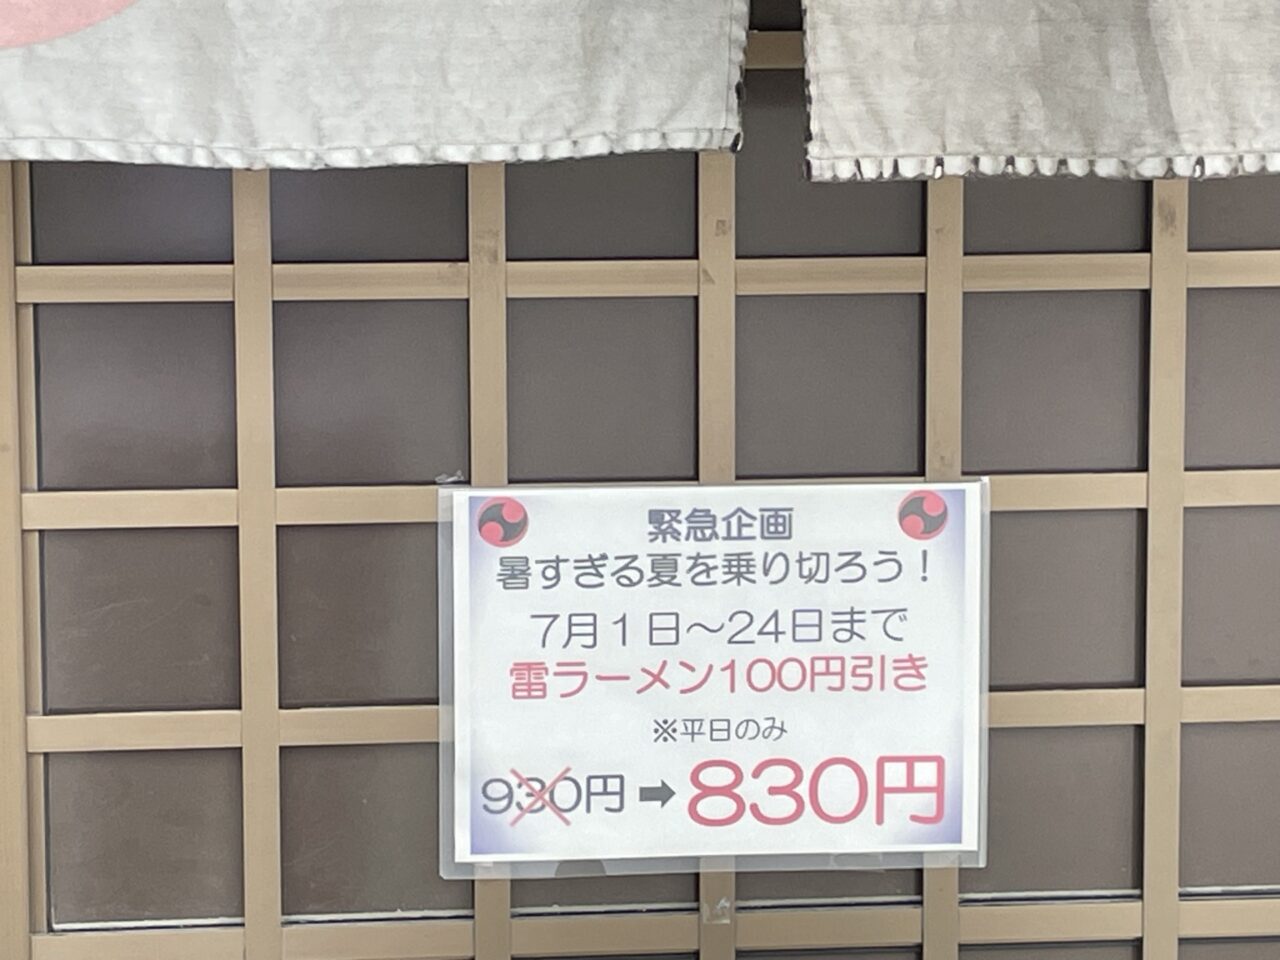 緊急企画
暑すぎる夏を乗り切ろう！
7月1日～24日まで
雷ラーメン100円引き
※平日のみ
930円➡830円